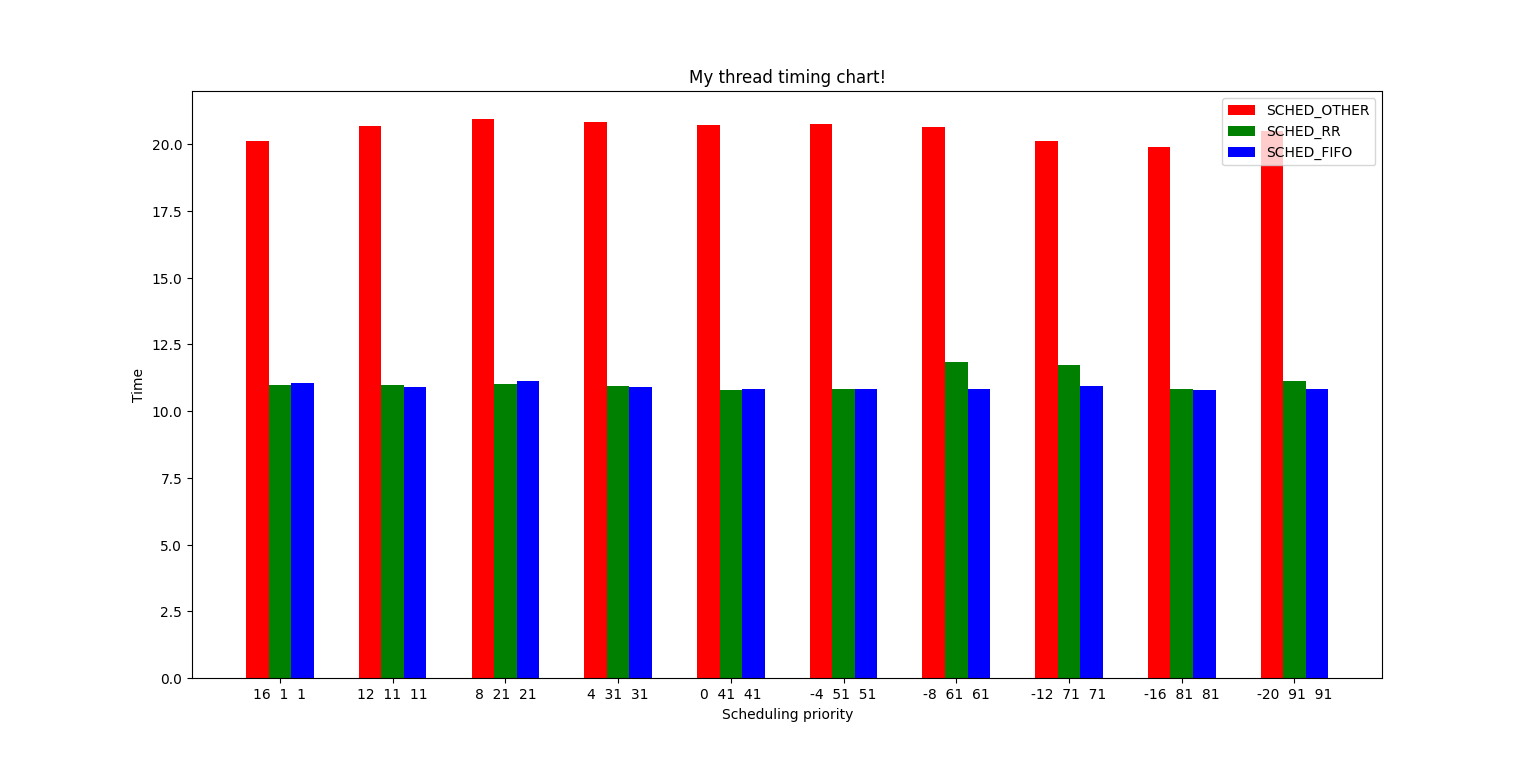 My thread timing chart!
SCHED_OTHER
SCHED_RR
SCHED_FIFO
20.0
17.5
15.0
12.5
10.0
7.5
5.0
2.5
0.0
Time
16 1 1
12 11 11
8 21 21
4 31 31
0 41 41
-4 51 51
-8 61 61
-12 71 71
-16 81 81
-20 91 91
Scheduling priority